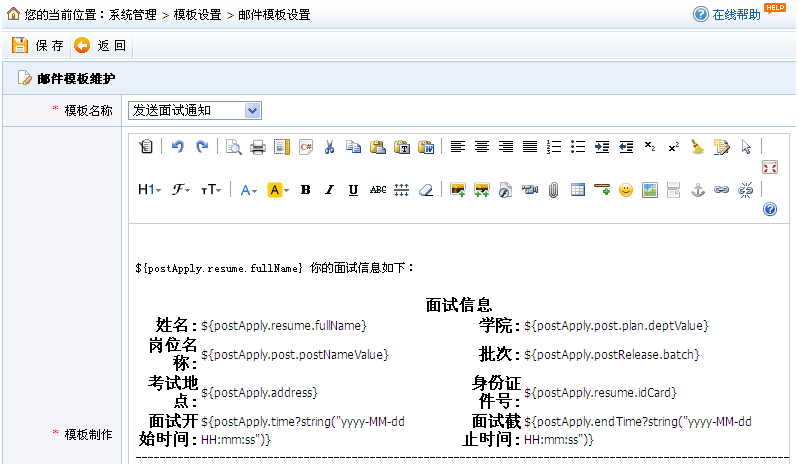 您的当前位置：系统管理 > 模板设置 > 邮件模板设置
在线帮助 HELP
保 存 返 回
邮件模板维护
* 模板名称 发送面试通知
H1 ℱ тT A A B I U ABC
${postApply.resume.fullName} 你的面试信息如下：
面试信息
姓名：${postApply.resume.fullName} 学院：${postApply.post.plan.deptValue}
岗位名称：${postApply.post.postNameValue} 批次：${postApply.postRelease.batch}
考试地点：${postApply.address} 身份证件号：${postApply.resume.idCard}
面试开始时间：${postApply.time?string("yyyy-MM-dd HH:mm:ss")} 面试截止时间：${postApply.endTime?string("yyyy-MM-dd HH:mm:ss")}
* 模板制作